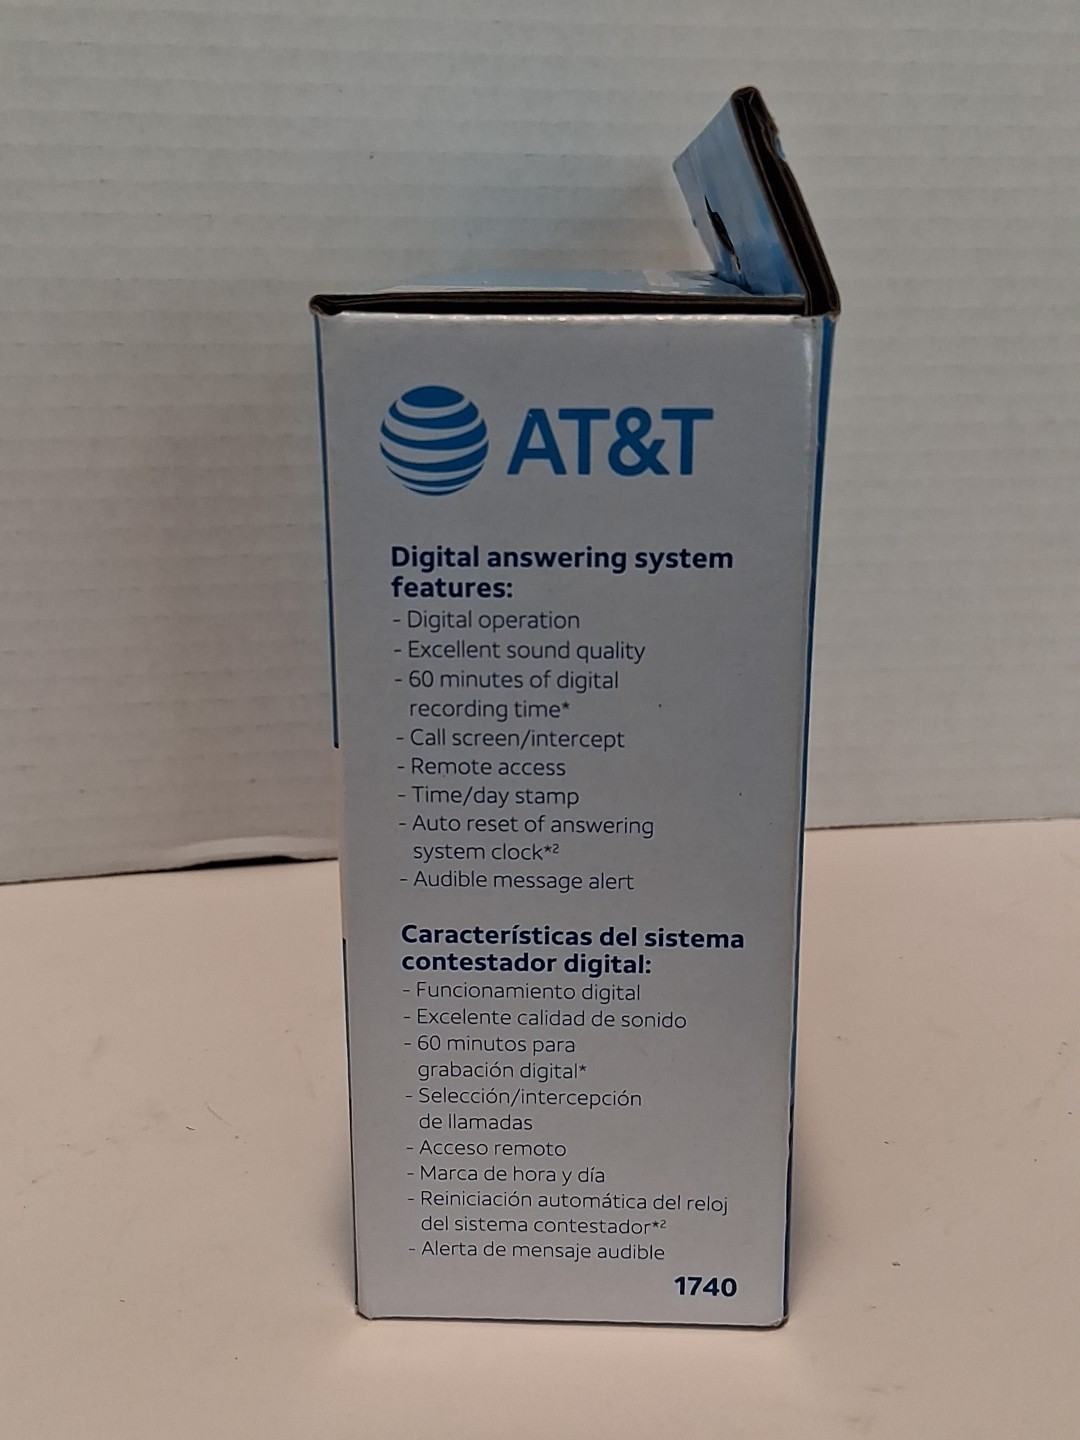 AT&T
Digital answering system
features:
- Digital operation
- Excellent sound quality
- 60 minutes of digital
recording time*
- Call screen/intercept
- Remote access
- Time/day stamp
- Auto reset of answering
system clock*²
- Audible message alert
Características del sistema
contestador digital:
- Funcionamiento digital
- Excelente calidad de sonido
- 60 minutos para
grabación digital*
- Selección/intercepción
de llamadas
- Acceso remoto
- Marca de hora y día
- Reiniciación automática del reloj
del sistema contestador*²
- Alerta de mensaje audible
1740